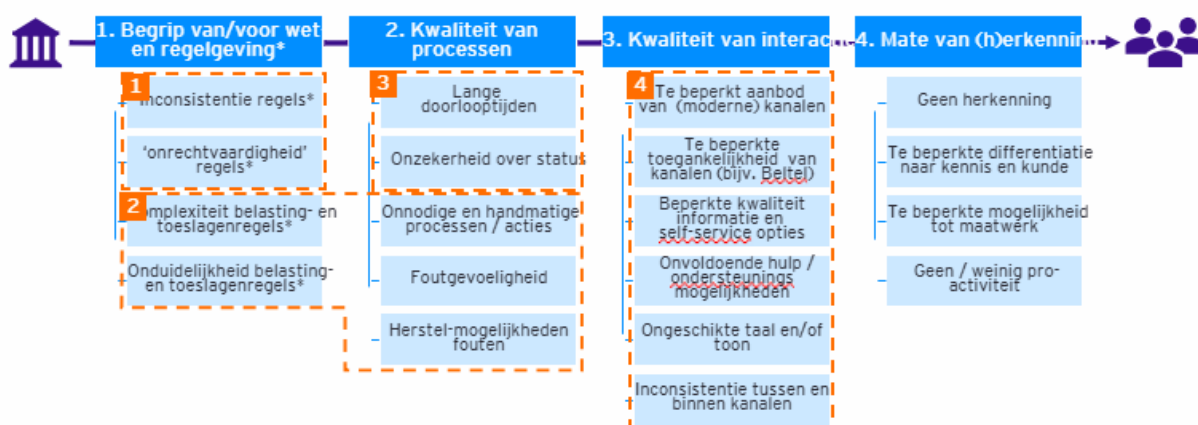 1. Begrip van/voor wet
en regelgeving*
1
Inconsistentie regels*
'onrechtvaardigheid'
regels*
2
Complexiteit belasting- en
toeslagenregels*
Onduidelijkheid belasting-
en toeslagenregels*
2. Kwaliteit van
processen
3
Lange
doorlooptijden
Onzekerheid over status
Onnodige en handmatige
processen / acties
Foutgevoeligheid
Herstel-mogelijkheden
fouten
3. Kwaliteit van interactie
4
Te beperkt aanbod
van (moderne) kanalen
Te beperkte
toegankelijkheid van
kanalen (bijv. Beltel)
Beperkte kwaliteit
informatie en
self-service opties
Onvoldoende hulp /
ondersteunings
mogelijkheden
Ongeschikte taal en/of
toon
Inconsistentie tussen en
binnen kanalen
4. Mate van (h)erkenning
Geen herkenning
Te beperkte differentiatie
naar kennis en kunde
Te beperkte mogelijkheid
tot maatwerk
Geen / weinig pro-
activiteit